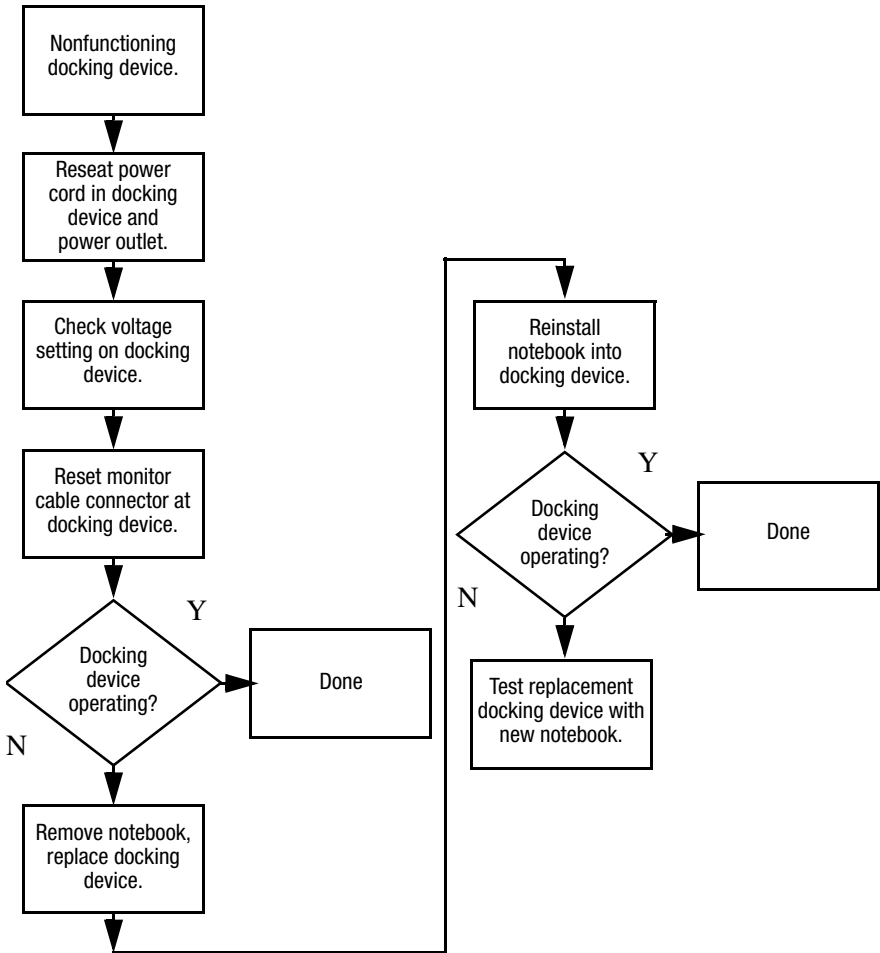 Nonfunctioning
docking device.
Reseat power
cord in docking
device and
power outlet.
Check voltage
setting on docking
device.
Reset monitor
cable connector at
docking device.
Y
Docking
device
operating?
Done
N
Remove notebook,
replace docking
device.
Reinstall
notebook into
docking device.
Y
Docking
device
operating?
Done
N
Test replacement
docking device with
new notebook.